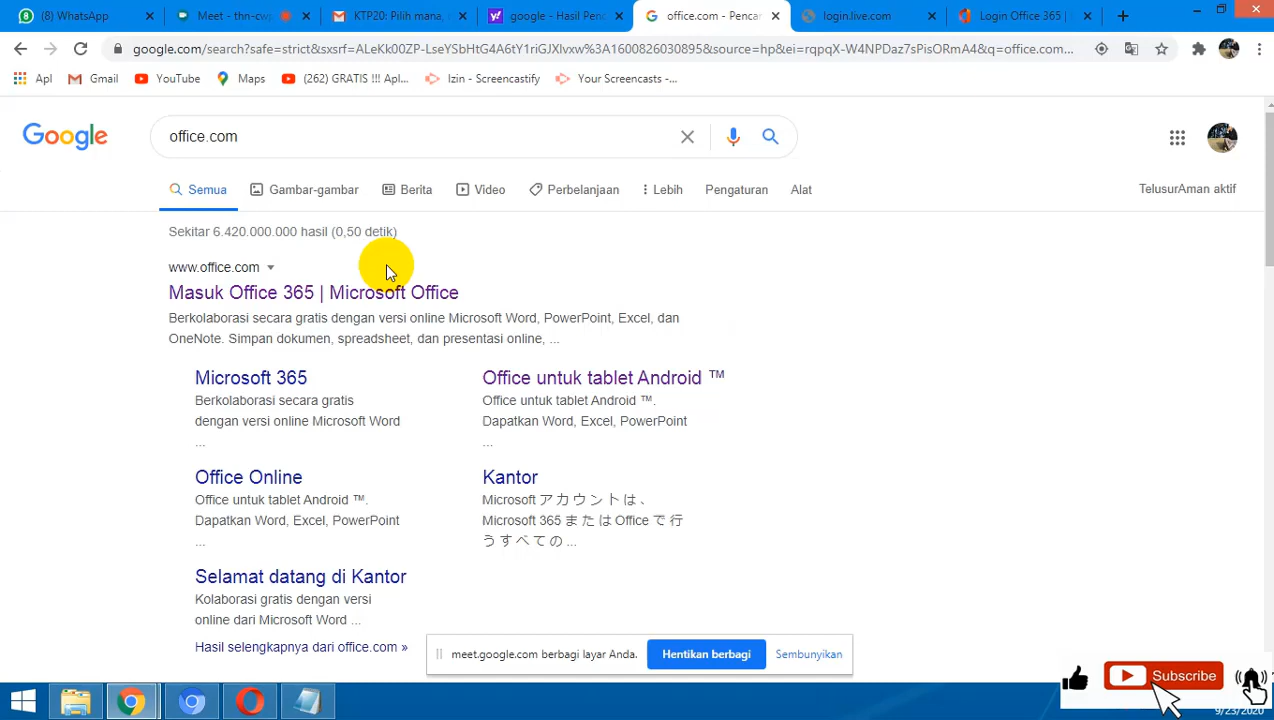 (8) WhatsApp
Meet - thn-cw
KTP20: Pilih mana,
google - Hasil Pen
office.com - Pencar
login.live.com
Login Office 365 |
google.com/search?safe=strict&sxsrf=ALeKk00ZP-LseYSbHtG4A6tY1riGJXlvxw%3A1600826030895&source=hp&ei=rqpqX-W4NPDaz7sPisORmA4&q=office.com...
Apl
Gmail
YouTube
Maps
(262) GRATIS !!! Apl...
Izin - Screencastify
Your Screencasts -...
Google
office.com
Semua
Gambar-gambar
Berita
Video
Perbelanjaan
Lebih
Pengaturan
Alat
TelusurAman aktif
Sekitar 6.420.000.000 hasil (0,50 detik)
www.office.com
Masuk Office 365 | Microsoft Office
Berkolaborasi secara gratis dengan versi online Microsoft Word, PowerPoint, Excel, dan
OneNote. Simpan dokumen, spreadsheet, dan presentasi online, ...
Microsoft 365
Berkolaborasi secara gratis
dengan versi online Microsoft Word
...
Office untuk tablet Android ™
Office untuk tablet Android ™.
Dapatkan Word, Excel, PowerPoint
...
Office Online
Office untuk tablet Android ™.
Dapatkan Word, Excel, PowerPoint
...
Kantor
Microsoft アカウントは、
Microsoft 365 または Office で行
うすべての ...
Selamat datang di Kantor
Kolaborasi gratis dengan versi
online dari Microsoft Word ...
Hasil selengkapnya dari office.com »
meet.google.com berbagi layar Anda.
Hentikan berbagi
Sembunyikan
Subscribe
9/23/2020